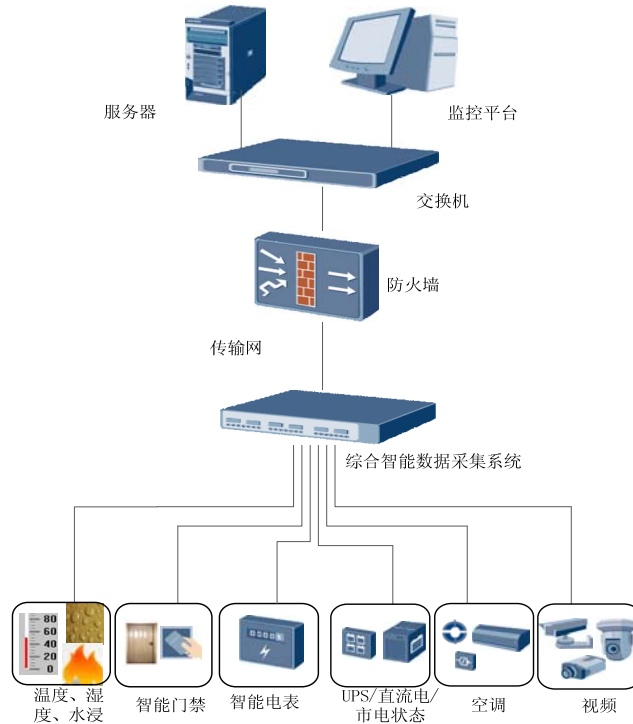 服务器
监控平台
交换机
防火墙
传输网
综合智能数据采集系统
80
60
40
20
0
温度、湿
度、水浸
智能门禁
智能电表
UPS/直流电/
市电状态
空调
视频